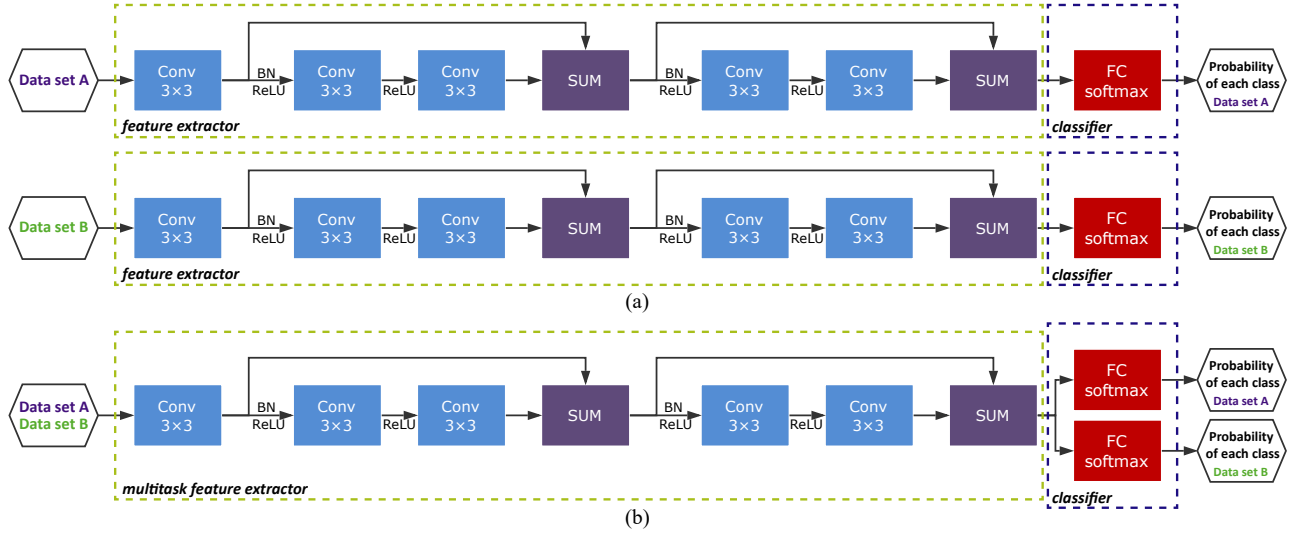 Data set A
Conv
3×3
BN
ReLU
Conv
3×3
ReLU
Conv
3×3
SUM
BN
ReLU
Conv
3×3
ReLU
Conv
3×3
SUM
FC
softmax
Probability
of each class
Data set A
feature extractor
classifier
Data set B
Conv
3×3
BN
ReLU
Conv
3×3
ReLU
Conv
3×3
SUM
BN
ReLU
Conv
3×3
ReLU
Conv
3×3
SUM
FC
softmax
Probability
of each class
Data set B
feature extractor
classifier
(a)
Data set A
Data set B
Conv
3×3
BN
ReLU
Conv
3×3
ReLU
Conv
3×3
SUM
BN
ReLU
Conv
3×3
ReLU
Conv
3×3
SUM
FC
softmax
Probability
of each class
Data set A
FC
softmax
Probability
of each class
Data set B
multitask feature extractor
classifier
(b)